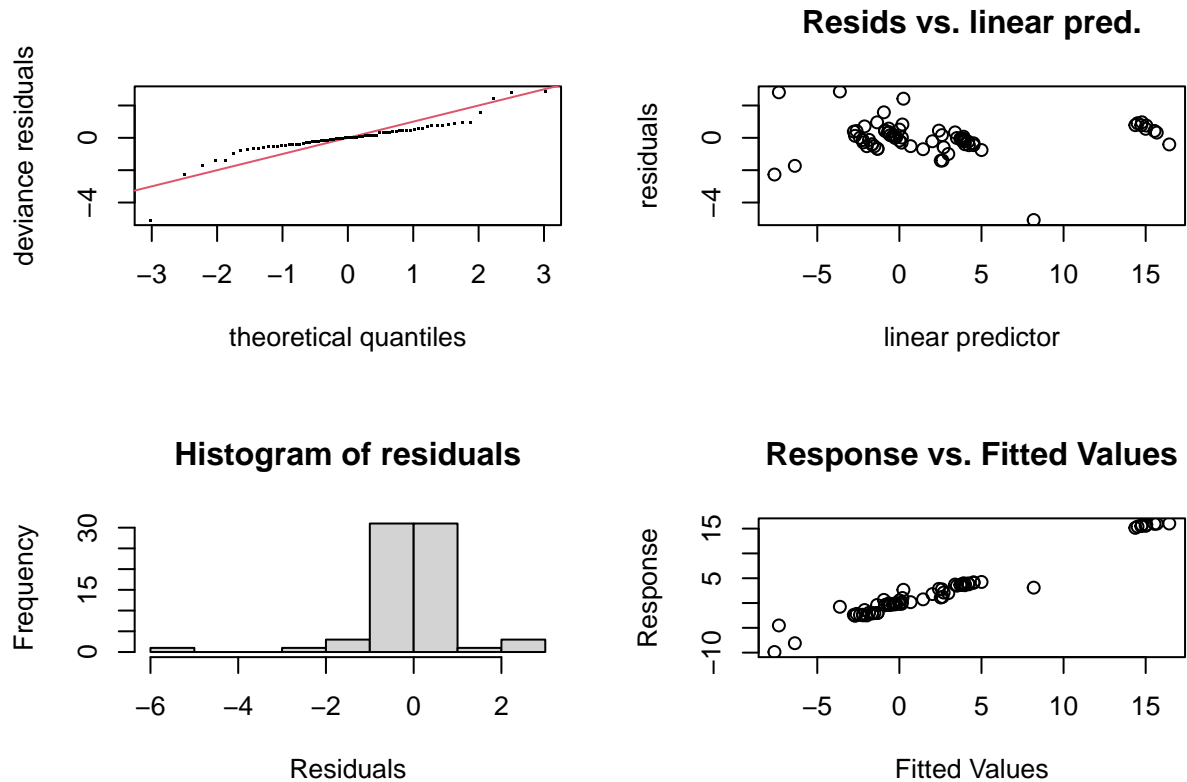 deviance residuals
0
−4
−3 −2 −1 0 1 2 3
theoretical quantiles
Resids vs. linear pred.
residuals
0
−4
−5 0 5 10 15
linear predictor
Histogram of residuals
Frequency
30
15
0
−6 −4 −2 0 2
Residuals
Response vs. Fitted Values
Response
15
5
−10
−5 0 5 10 15
Fitted Values